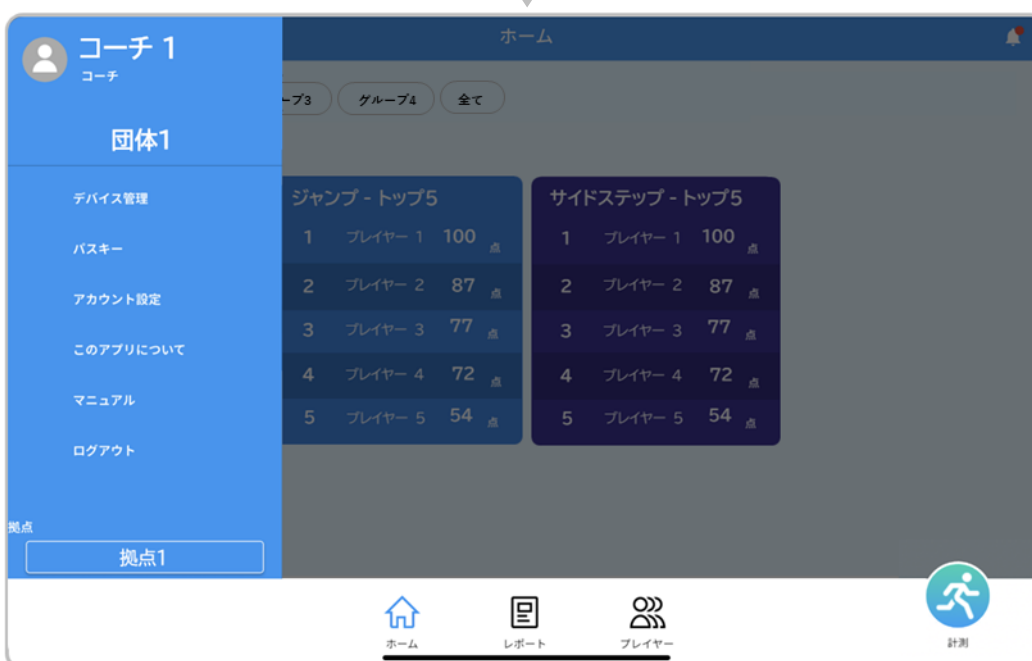 コーチ 1
コーチ
団体1
デバイス管理
パスキー
アカウント設定
このアプリについて
マニュアル
ログアウト
拠点
拠点1
ホーム
ープ3
グループ4
全て
ジャンプ - トップ5
1 プレイヤー 1 100 点
2 プレイヤー 2 87 点
3 プレイヤー 3 77 点
4 プレイヤー 4 72 点
5 プレイヤー 5 54 点
サイドステップ - トップ5
1 プレイヤー 1 100 点
2 プレイヤー 2 87 点
3 プレイヤー 3 77 点
4 プレイヤー 4 72 点
5 プレイヤー 5 54 点
ホーム
レポート
プレイヤー
計測